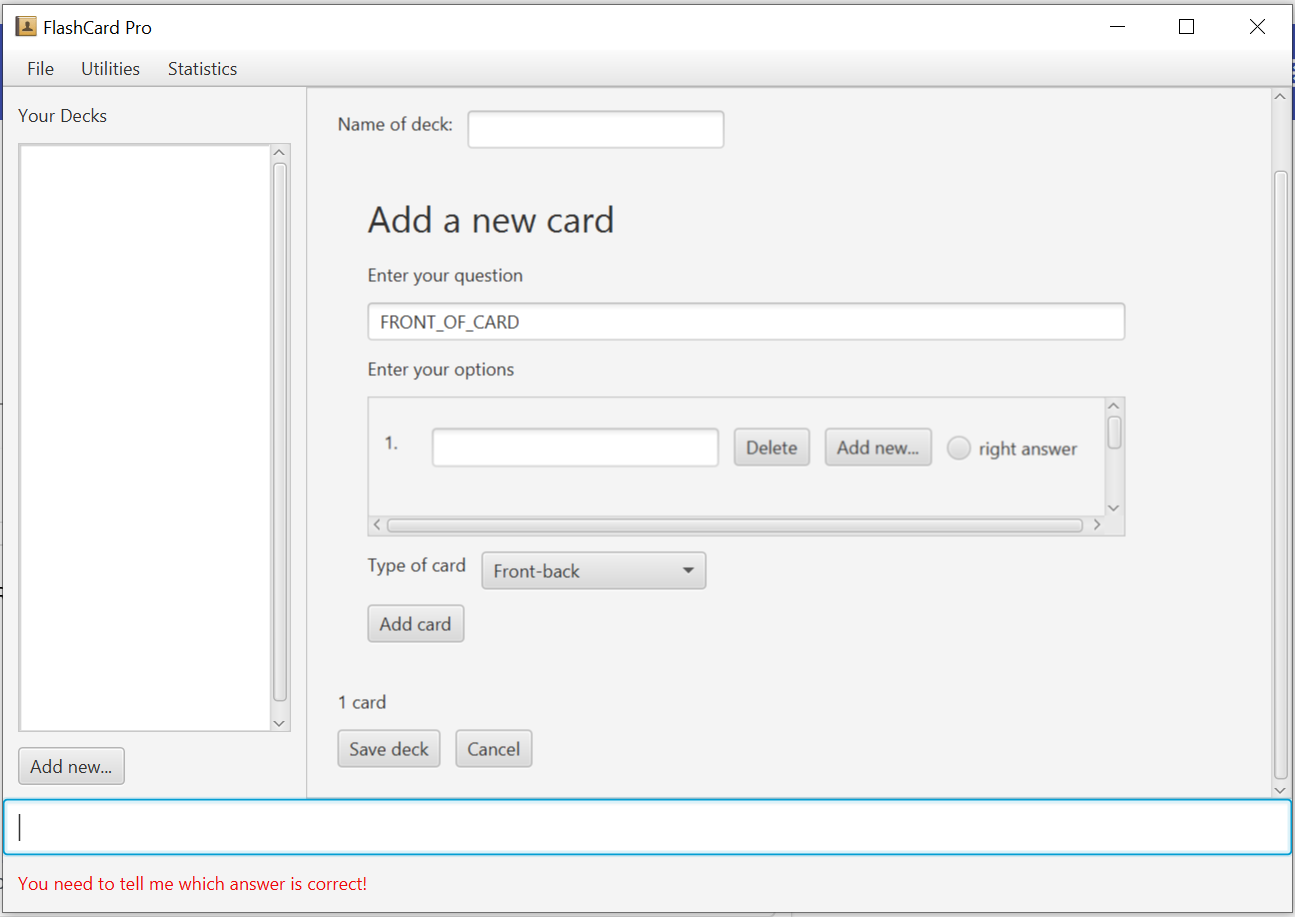 FlashCard Pro
File Utilities Statistics
Your Decks
Add new...
Name of deck:
Add a new card
Enter your question
FRONT_OF_CARD
Enter your options
1. Delete Add new... right answer
Type of card Front-back
Add card
1 card
Save deck Cancel
You need to tell me which answer is correct!